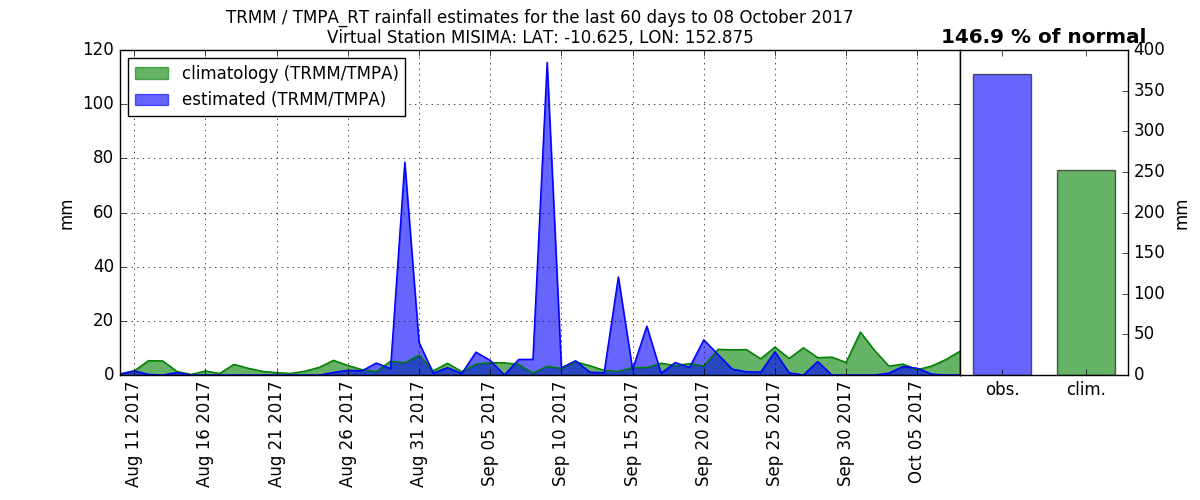 TRMM / TMPA_RT rainfall estimates for the last 60 days to 08 October 2017
Virtual Station MISIMA: LAT: -10.625, LON: 152.875
146.9 % of normal
climatology (TRMM/TMPA)
estimated (TRMM/TMPA)
mm
120
100
80
60
40
20
0
Aug 11 2017
Aug 16 2017
Aug 21 2017
Aug 26 2017
Aug 31 2017
Sep 05 2017
Sep 10 2017
Sep 15 2017
Sep 20 2017
Sep 25 2017
Sep 30 2017
Oct 05 2017
obs.
clim.
400
350
300
250
200
150
100
50
0
mm